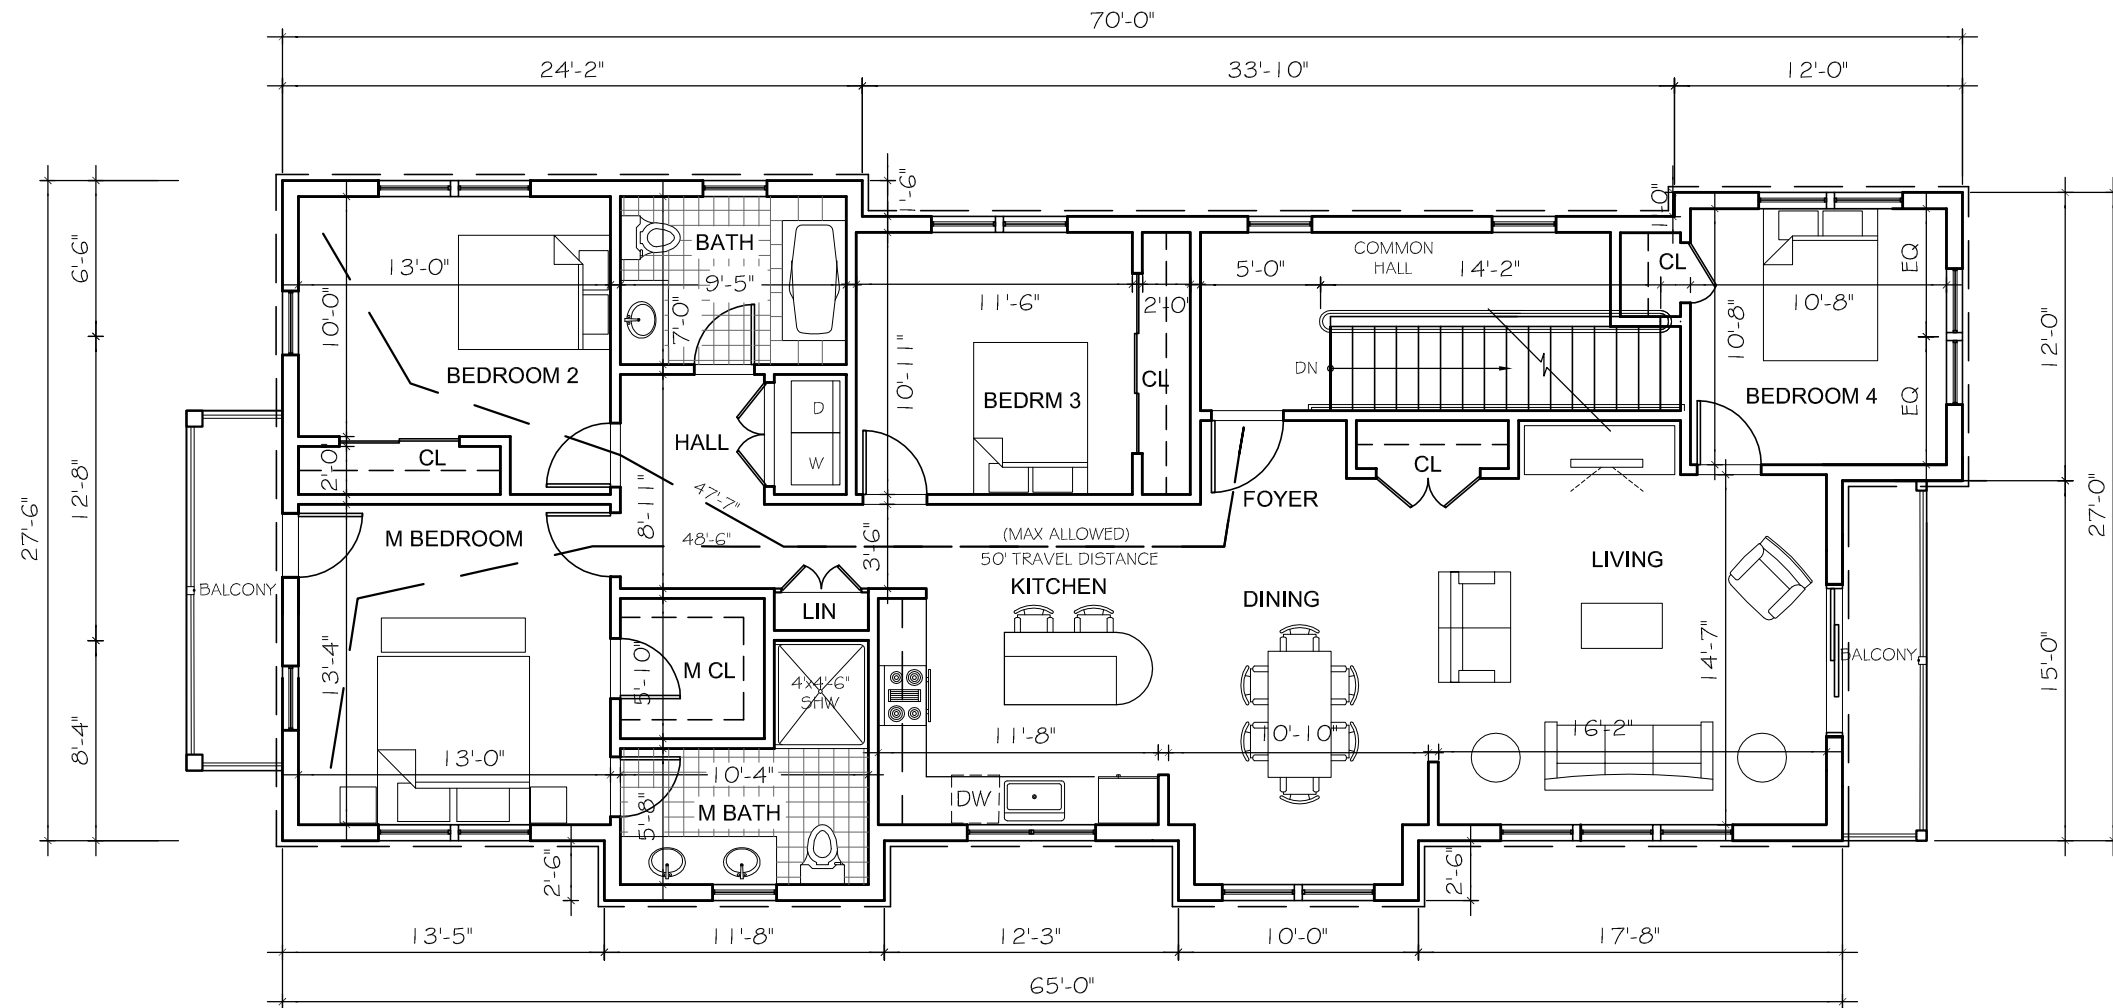 70'-0"
24'-2"
33'-10"
12'-0"
1'-6"
1'-0"
BATH
COMMON
HALL
CL
EQ
6'-6"
13'-0"
9'-5"
5'-0"
14'-2"
11'-6"
2'-0"
10'-8"
10'-0"
7'-0"
10'-8"
12'-0"
BEDROOM 2
10'-11"
CL
DN
BEDROOM 4
EQ
BEDRM 3
D
HALL
W
CL
2'-0"
CL
12'-8"
27'-6"
47'-7"
FOYER
27'-0"
M BEDROOM
8'-11"
48'-6"
3'-6"
(MAX ALLOWED)
50' TRAVEL DISTANCE
LIVING
BALCONY
KITCHEN
DINING
LIN
13'-4"
5'-10"
M CL
4'x4'-6"
SHW
14'-7"
BALCONY
15'-0"
8'-4"
11'-8"
10'-10"
16'-2"
13'-0"
10'-4"
DW
M BATH
5'-8"
2'-6"
2'-6"
13'-5"
11'-8"
12'-3"
10'-0"
17'-8"
65'-0"